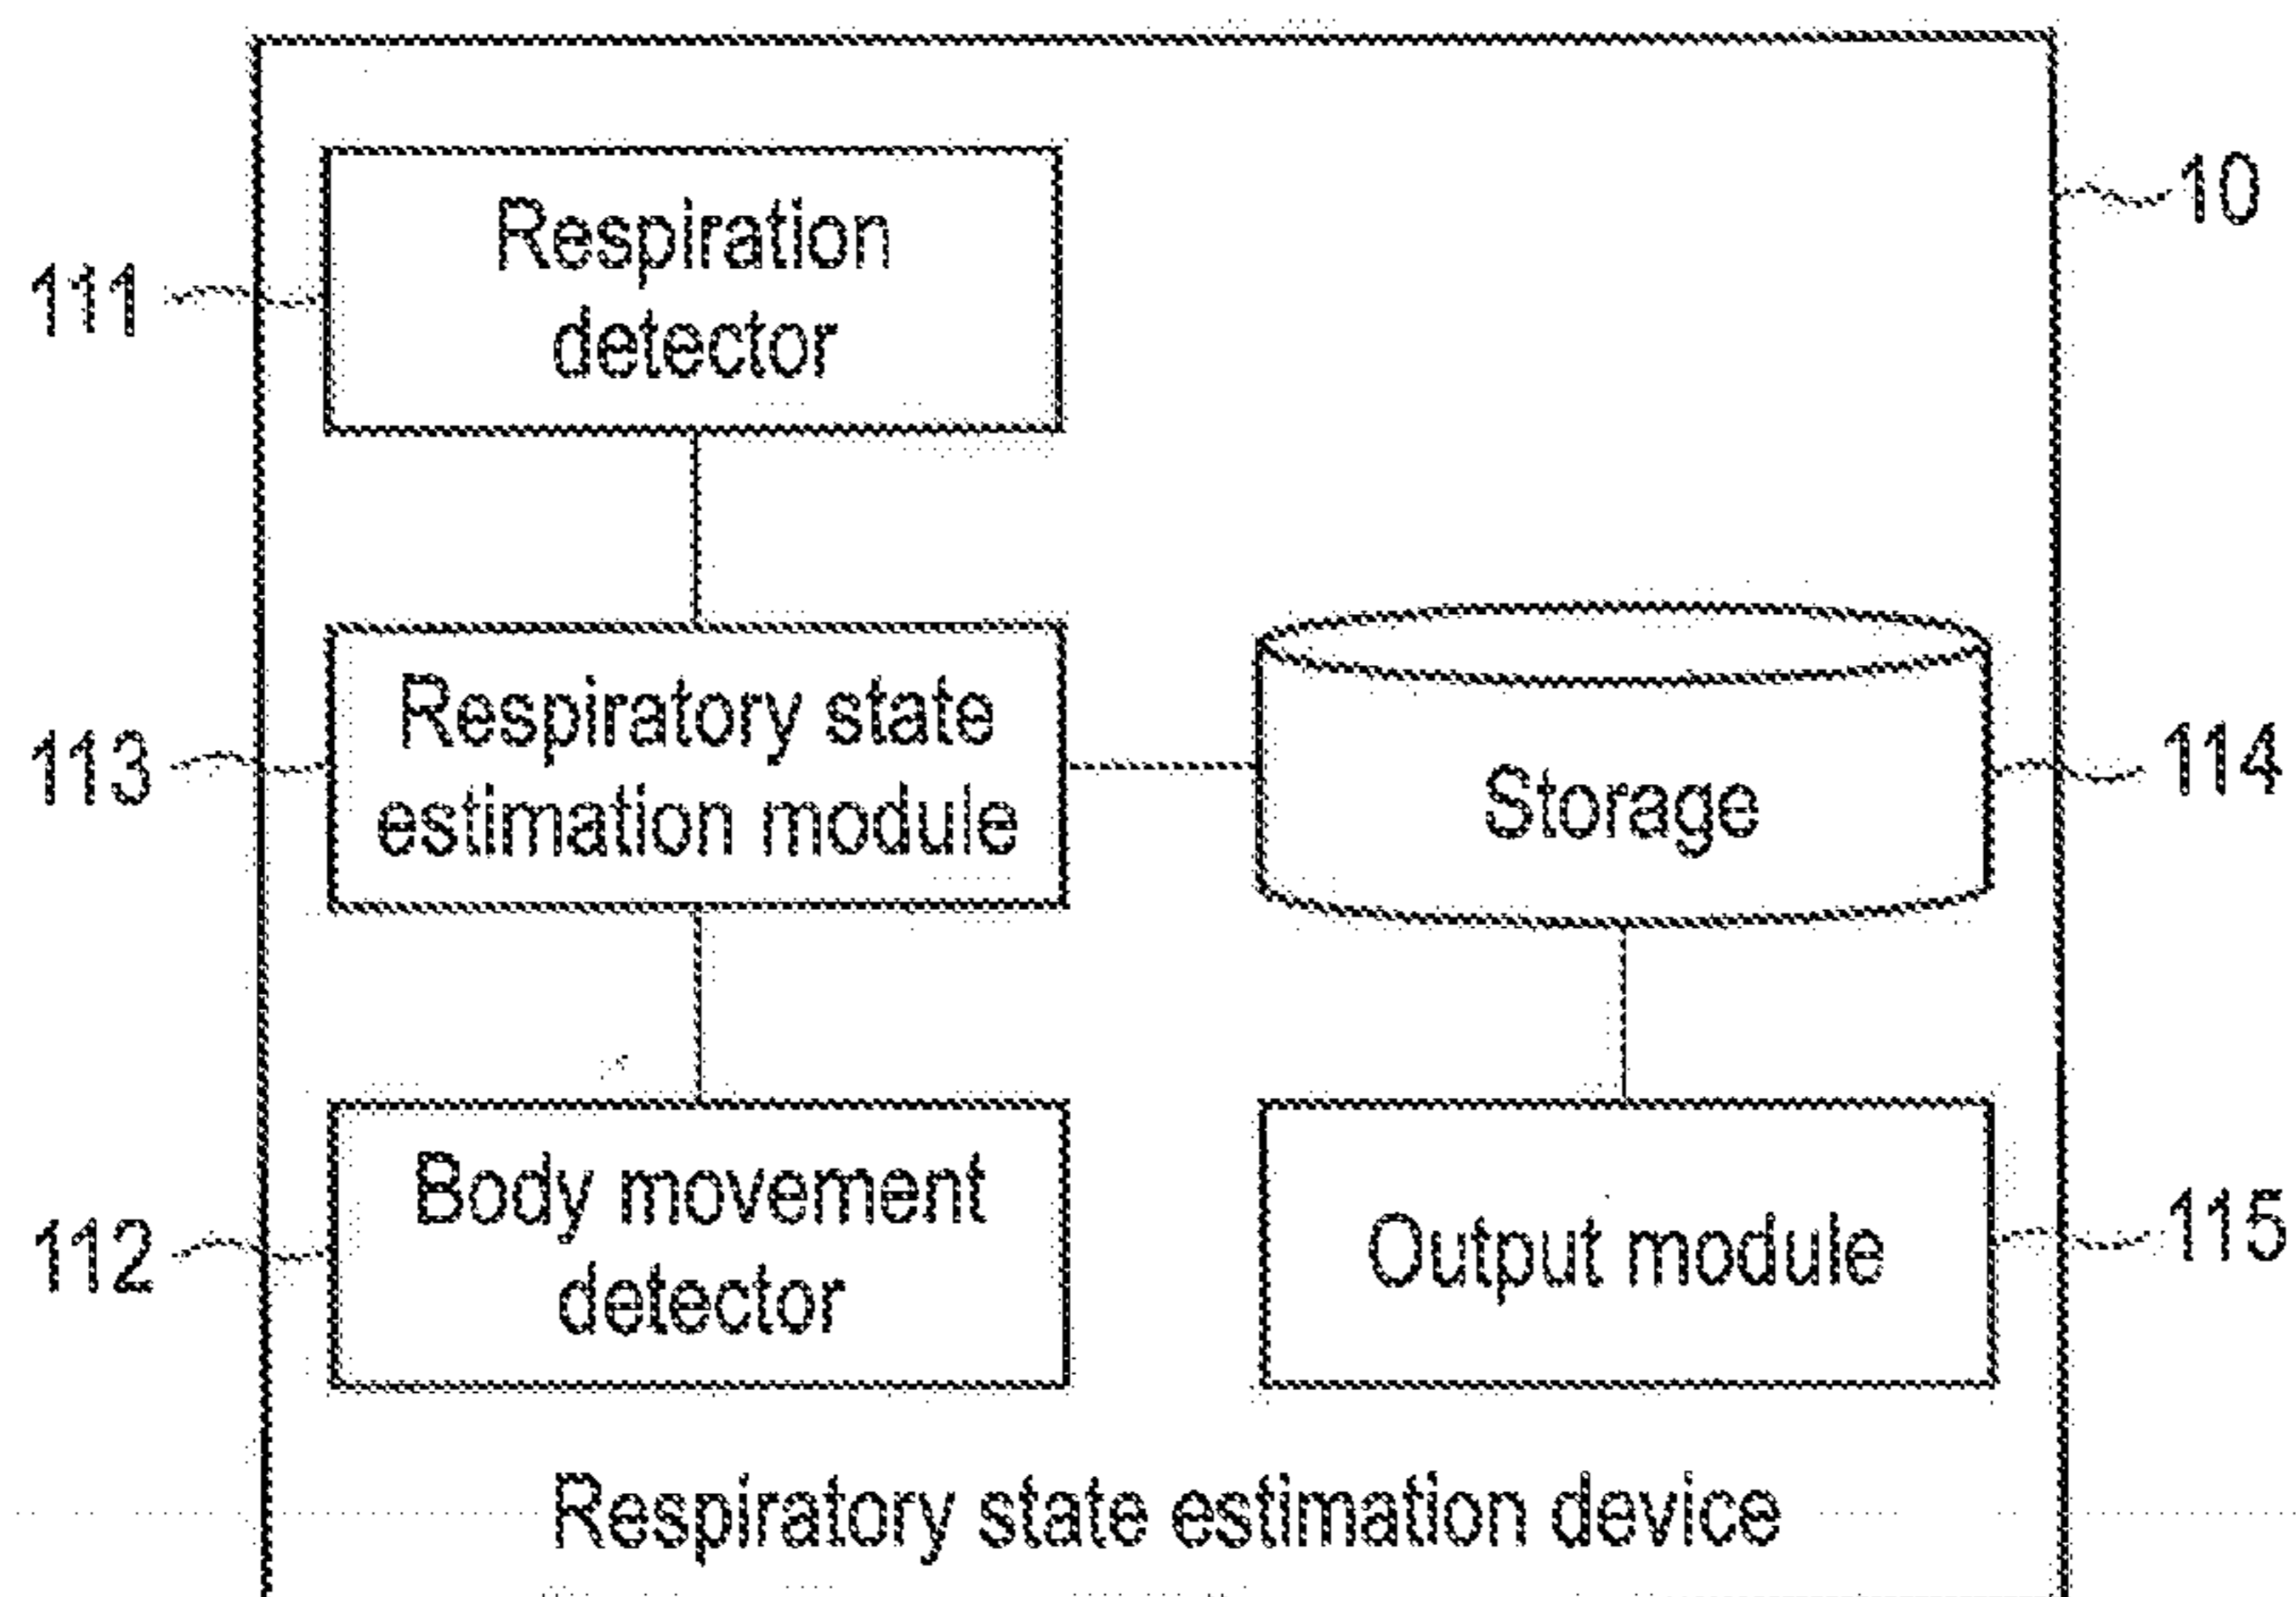 10
111
Respiration
detector
113
Respiratory state
estimation module
Storage
114
112
Body movement
detector
Output module
115
Respiratory state estimation device